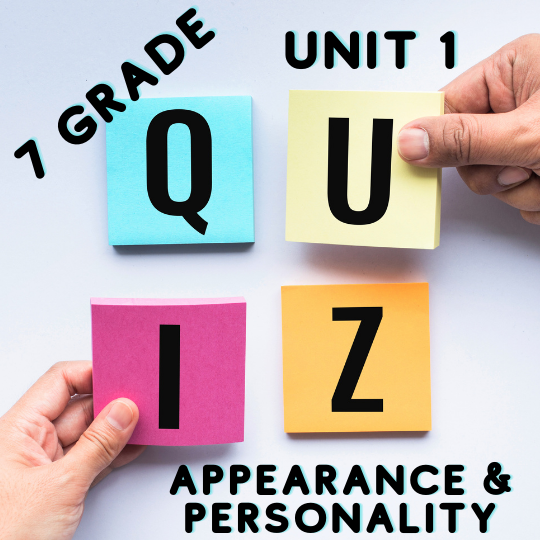 7 GRADE
UNIT 1
Q U
I Z
APPEARANCE &
PERSONALITY